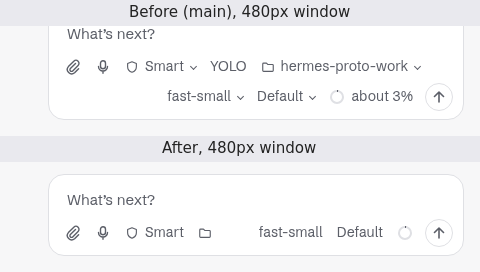 Before (main), 480px window
What's next?
Smart YOLO hermes-proto-work
fast-small Default about 3%
After, 480px window
What's next?
Smart fast-small Default